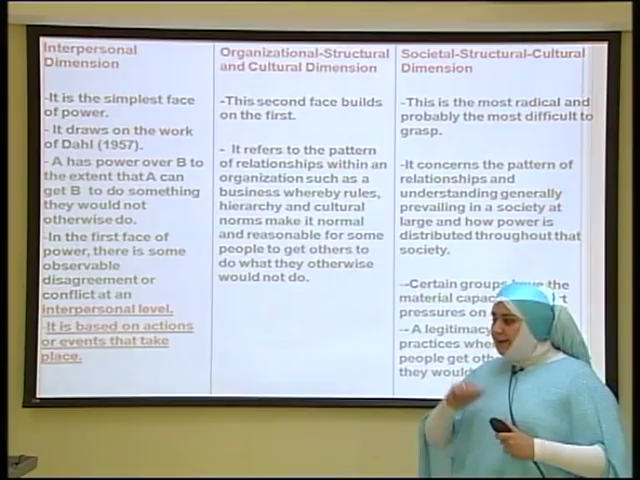 Interpersonal
Dimension
-It is the simplest face
of power.
- It draws on the work
of Dahl (1957).
- A has power over B to
the extent that A can
get B to do something
they would not
otherwise do.
-In the first face of
power, there is some
observable
disagreement or
conflict at an
interpersonal level.
-It is based on actions
or events that take
place.
Organizational-Structural
and Cultural Dimension
-This second face builds
on the first.
- It refers to the pattern
of relationships within an
organization such as a
business whereby rules,
hierarchy and cultural
norms make it normal
and reasonable for some
people to get others to
do what they otherwise
would not do.
Societal-Structural-Cultural
Dimension
-This is the most radical and
probably the most difficult to
grasp.
-It concerns the pattern of
relationships and
understanding generally
prevailing in a society at
large and how power is
distributed throughout that
society.
-Certain groups have the
material
pressures on
-A legitimacy
practices
people get
they would